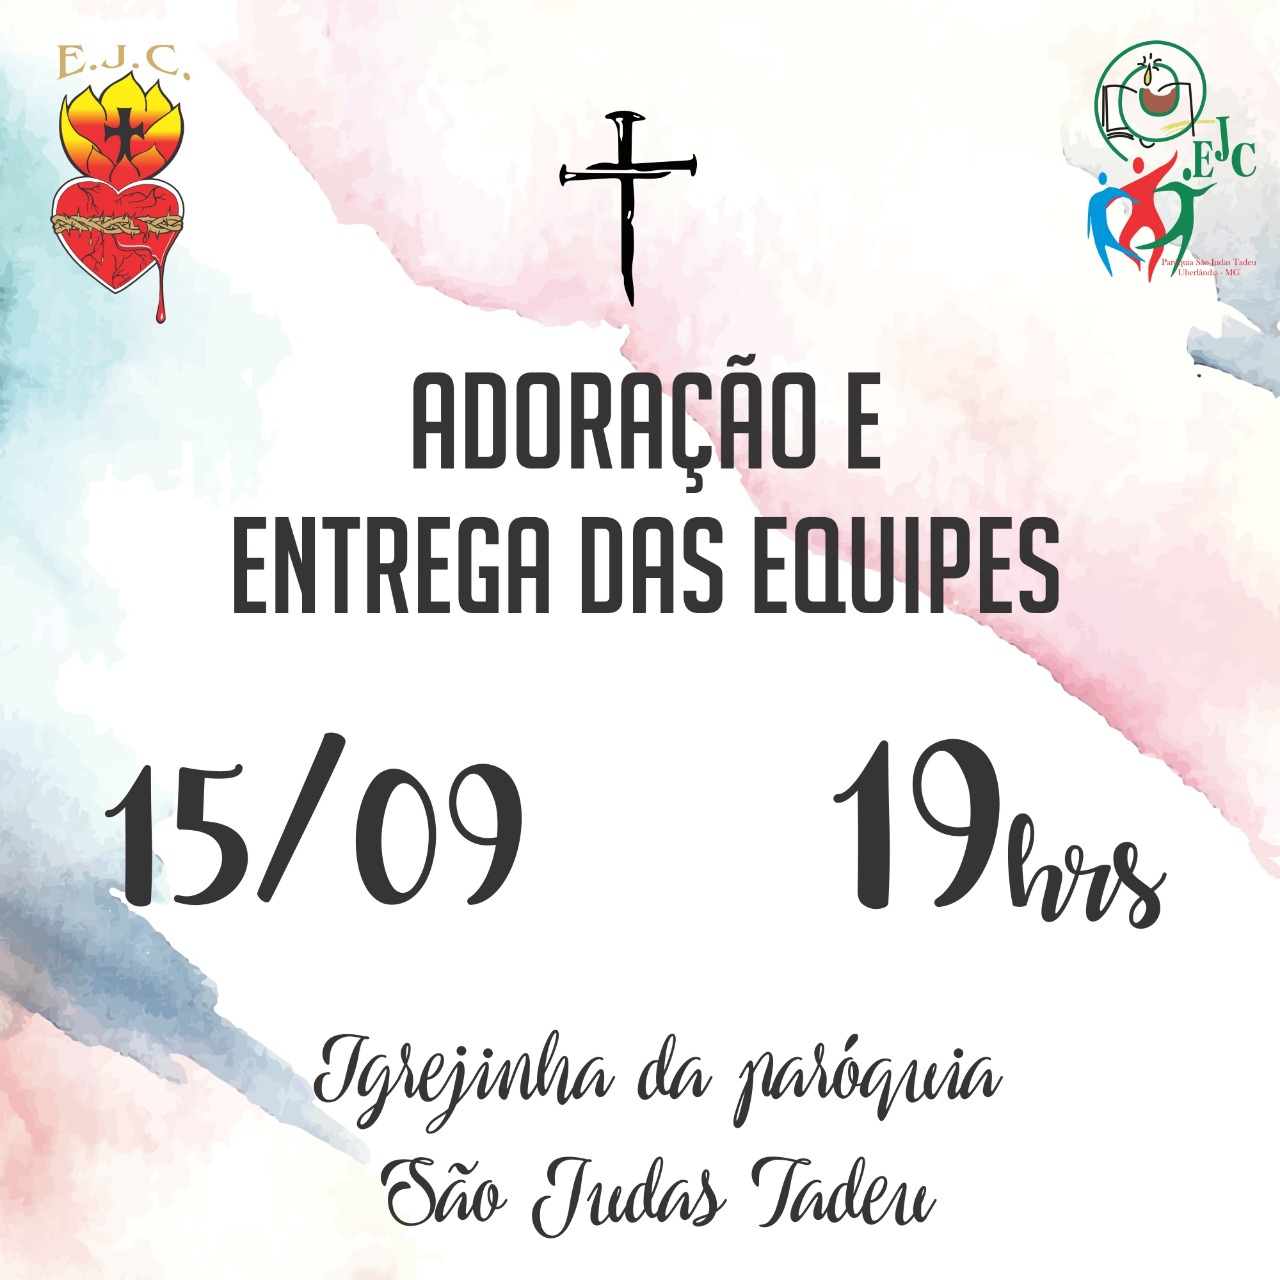 E.J.C.
EJC
Paróquia São Judas Tadeu
Uberlândia - MG
ADORAÇÃO E
ENTREGA DAS EQUIPES
15/09
19hrs
Igrejinha da paróquia
São Judas Tadeu